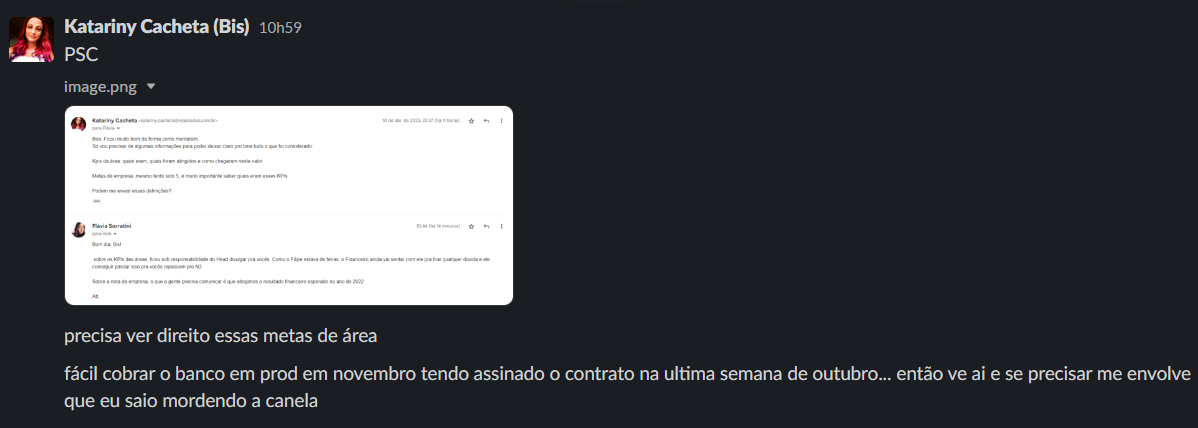 Katariny Cacheta (Bis) 10h59
PSC
image.png
Katariny Cacheta
10 de abr. de 2023, 23:37 (há 11 horas)
para Flávia
Boa. Ficou muito bom da forma como montaram.
Só vou precisar de algumas informações para poder deixar claro pro time tudo o que foi considerado:
Kpis da área: quais eram, quais foram atingidos e como chegaram neste valor.
Metas da empresa: mesmo tento sido 5, é muito importante saber quais eram esses KPIs
Podem me enviar essas definições?
Flávia Sorratini
10:44 (há 14 minutos)
para mim
Bom dia, Bis!
sobre os KPIs das áreas, ficou sob responsabilidade do Head divulgar pra vocês. Como o Filipe estava de férias, o Financeiro ainda vai sentar com ele pra tirar qualquer dúvida e ele
conseguir passar isso pra vocês repassem pro N3
Sobre a nota da empresa, o que a gente precisa comunicar é que atingimos o resultado financeiro esperado no ano de 2022
Att
precisa ver direito essas metas de área
fácil cobrar o banco em prod em novembro tendo assinado o contrato na ultima semana de outubro... então ve ai e se precisar me envolve
que eu saio mordendo a canela